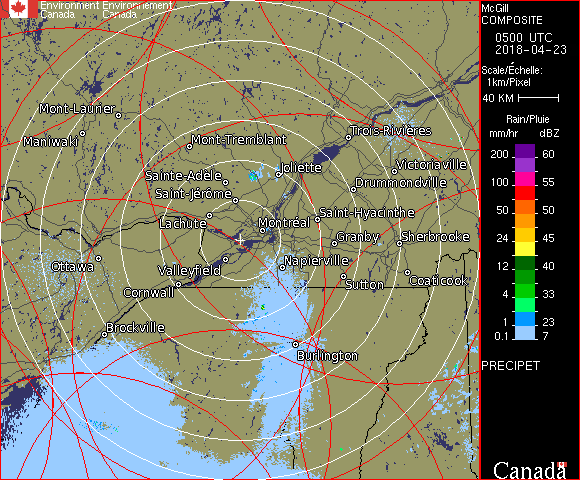 Environment Environnement
Canada Canada
McGill
COMPOSITE
0500 UTC
2018-04-23
Scale/Échelle:
1km/Pixel
40 KM
Rain/Pluie
mm/hr dBZ
200 60
100 55
50 50
24 45
12 40
4 33
1 23
0.1 7
PRECIPET
Canada
Mont-Laurier
Maniwaki
Mont-Tremblant
Trois-Rivières
Sainte-Adèle
Joliette
Victoriaville
Saint-Jérôme
Drummondville
Lachute
Montréal
Saint-Hyacinthe
Granby
Sherbrooke
Ottawa
Valleyfield
Napierville
Cornwall
Sutton
Coaticook
Brockville
Burlington